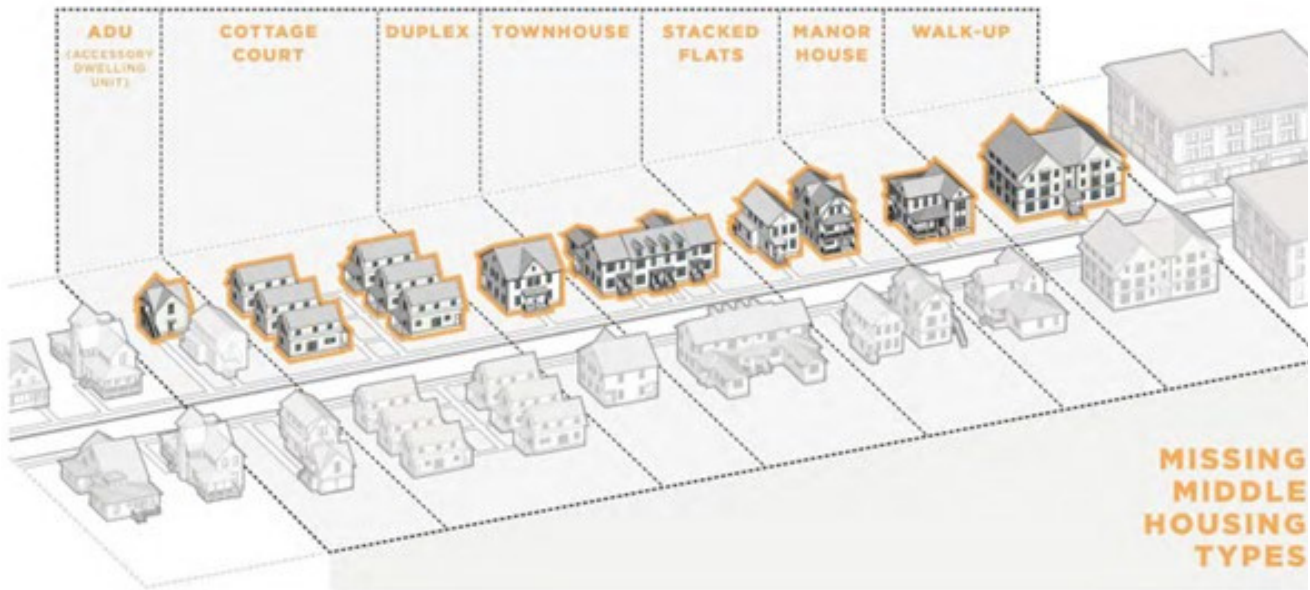 ADU
(ACCESSORY
DWELLING
UNIT)
COTTAGE
COURT
DUPLEX
TOWNHOUSE
STACKED
FLATS
MANOR
HOUSE
WALK-UP
MISSING
MIDDLE
HOUSING
TYPES